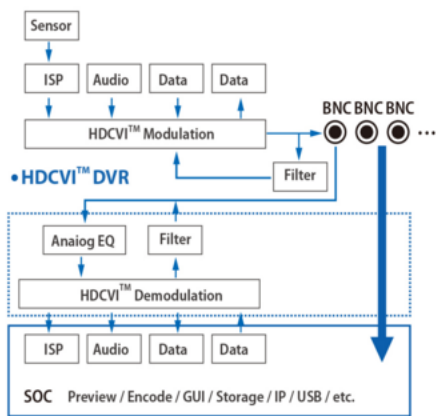 Sensor
ISP Audio Data Data
BNC BNC BNC
HDCVI™ Modulation
...
Filter
•HDCVI™ DVR
Anaiog EQ Filter
HDCVI™ Demodulation
ISP Audio Data Data
SOC Preview / Encode / GUI / Storage / IP / USB / etc.